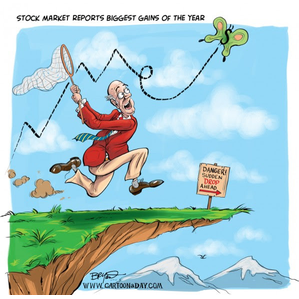 STOCK MARKET REPORTS BIGGEST GAINS OF THE YEAR
$
DANGER!
SUDDEN
DROP
AHEAD
WWW.CARTOONADAY.COM